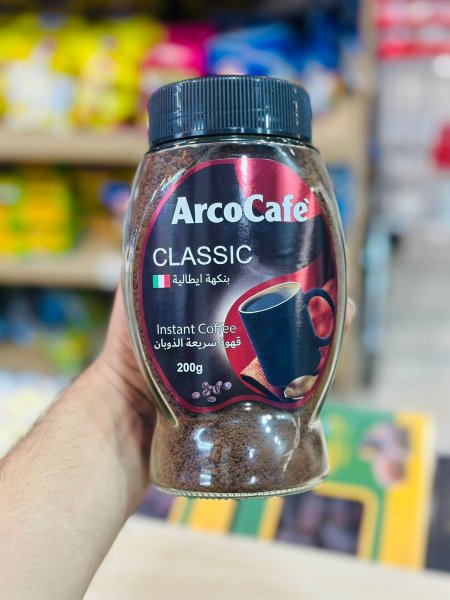 ArcoCafe`
CLASSIC
بنكهة ايطالية
Instant Coffee
قهوة سريعة الذوبان
200g